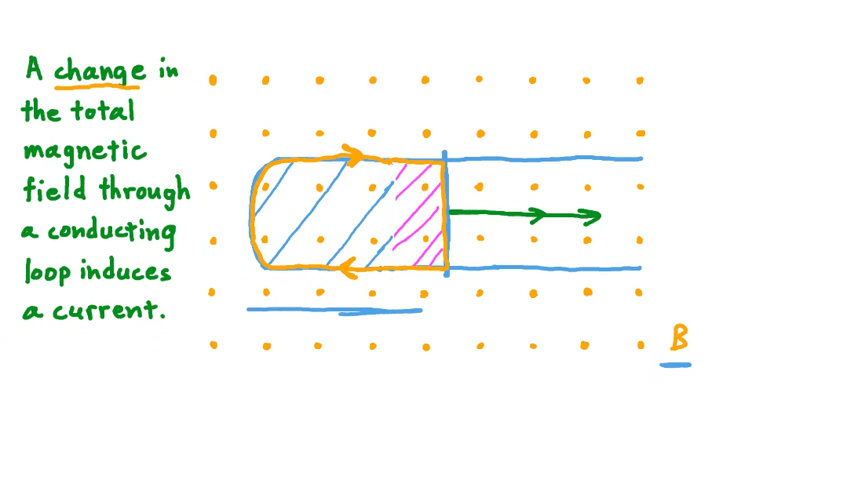 A change in
the total
magnetic
field through
a conducting
loop induces
a current.
B